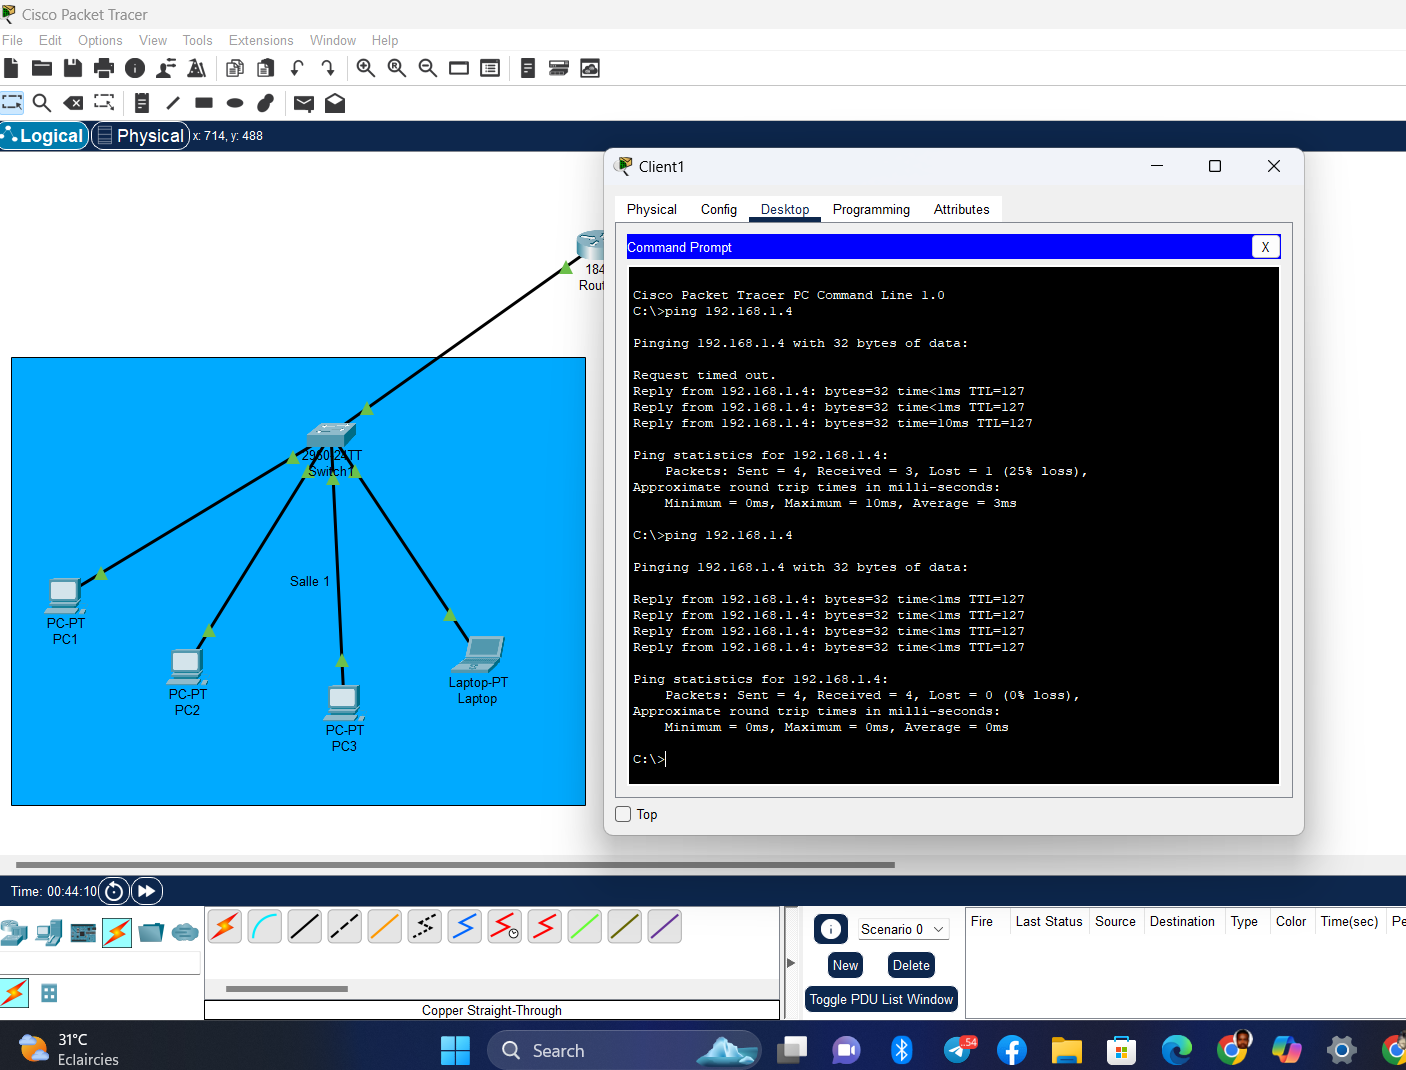 Cisco Packet Tracer
File Edit Options View Tools Extensions Window Help
Logical Physical x: 714, y: 488
184
Rout
2960-24TT
Switch1
Salle 1
PC-PT
PC1
PC-PT
PC2
PC-PT
PC3
Laptop-PT
Laptop
Client1
Physical Config Desktop Programming Attributes
Command Prompt X
Cisco Packet Tracer PC Command Line 1.0
C:\>ping 192.168.1.4
Pinging 192.168.1.4 with 32 bytes of data:
Request timed out.
Reply from 192.168.1.4: bytes=32 time<1ms TTL=127
Reply from 192.168.1.4: bytes=32 time<1ms TTL=127
Reply from 192.168.1.4: bytes=32 time=10ms TTL=127
Ping statistics for 192.168.1.4:
Packets: Sent = 4, Received = 3, Lost = 1 (25% loss),
Approximate round trip times in milli-seconds:
Minimum = 0ms, Maximum = 10ms, Average = 3ms
C:\>ping 192.168.1.4
Pinging 192.168.1.4 with 32 bytes of data:
Reply from 192.168.1.4: bytes=32 time<1ms TTL=127
Reply from 192.168.1.4: bytes=32 time<1ms TTL=127
Reply from 192.168.1.4: bytes=32 time<1ms TTL=127
Reply from 192.168.1.4: bytes=32 time<1ms TTL=127
Ping statistics for 192.168.1.4:
Packets: Sent = 4, Received = 4, Lost = 0 (0% loss),
Approximate round trip times in milli-seconds:
Minimum = 0ms, Maximum = 0ms, Average = 0ms
C:\>
Top
Time: 00:44:10
Copper Straight-Through
Scenario 0
New Delete
Toggle PDU List Window
Fire Last Status Source Destination Type Color Time(sec) Pe
31°C
Eclaircies
Search
54